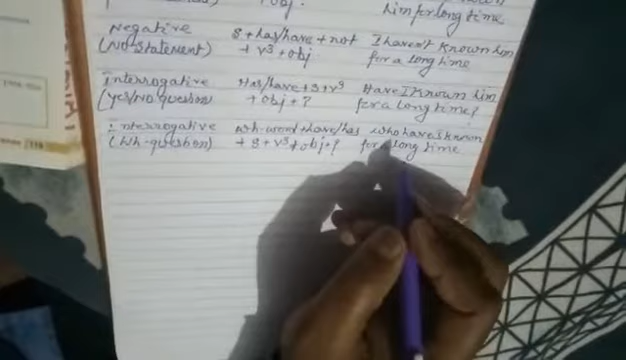 obj. him for long time
Negative S + has/have + not I haven't known him
(No statement) + v³ + obj for a long time
interrogative Has/have + S + v³ Have I known him
(yes/No question + obj + ? for a long time?
interrogative wh-word + have/has who have I known
(Wh-question) + S + v³ + obj + ? for a long time